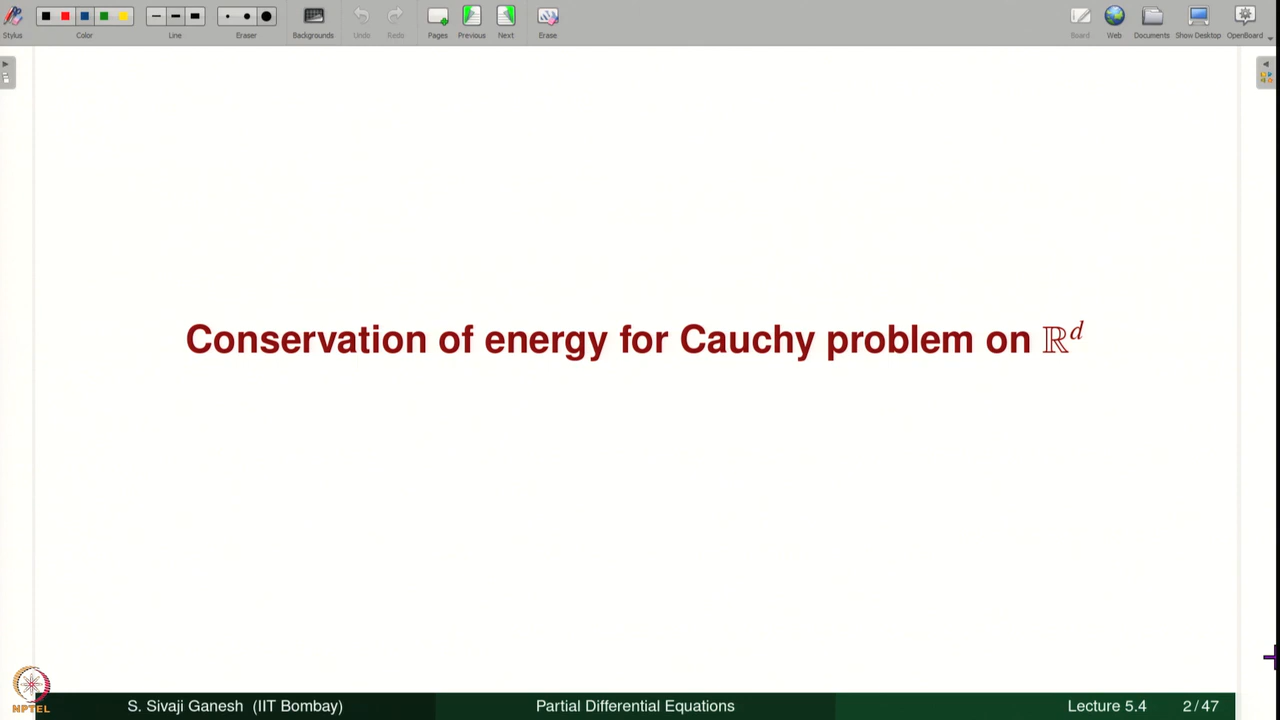 Stylus
Color
Line
Eraser
Backgrounds
Undo
Redo
Pages
Previous
Next
Erase
Board
Web
Documents
Show Desktop
OpenBoard
Conservation of energy for Cauchy problem on ℝᵈ
NPTEL
S. Sivaji Ganesh (IIT Bombay)
Partial Differential Equations
Lecture 5.4
2 / 47